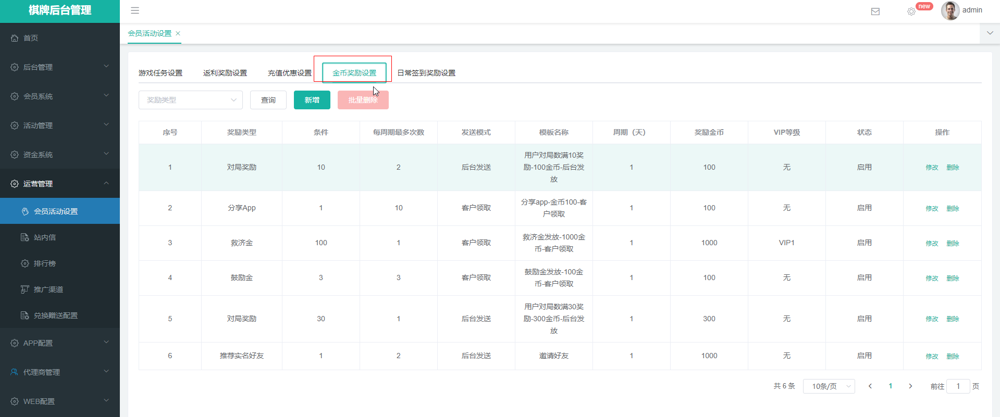 棋牌后台管理
new
admin
首页
后台管理
会员系统
活动管理
资金系统
运营管理
会员活动设置
站内信
排行榜
推广渠道
兑换赠送配置
APP配置
代理商管理
WEB配置
会员活动设置
游戏任务设置 返利奖励设置 充值优惠设置 金币奖励设置 日常签到奖励设置
奖励类型 查询 新增 批量删除
序号 奖励类型 条件 每周期最多次数 发送模式 模板名称 周期（天） 奖励金币 VIP等级 状态 操作
1 对局奖励 10 2 后台发送 用户对局数满10奖
励-100金币-后台发
放 1 100 无 启用 修改 删除
2 分享App 1 10 客户领取 分享app-金币100-客
户领取 1 100 无 启用 修改 删除
3 救济金 100 1 客户领取 救济金发放-1000金
币-客户领取 1 1000 VIP1 启用 修改 删除
4 鼓励金 3 3 客户领取 鼓励金发放-100金
币-客户领取 1 100 无 启用 修改 删除
5 对局奖励 30 1 后台发送 用户对局数满30奖
励-300金币-后台发
放 1 300 无 启用 修改 删除
6 推荐实名好友 1 2 后台发送 邀请好友 1 1000 无 启用 修改 删除
共 6 条 10条/页 1 前往 1 页